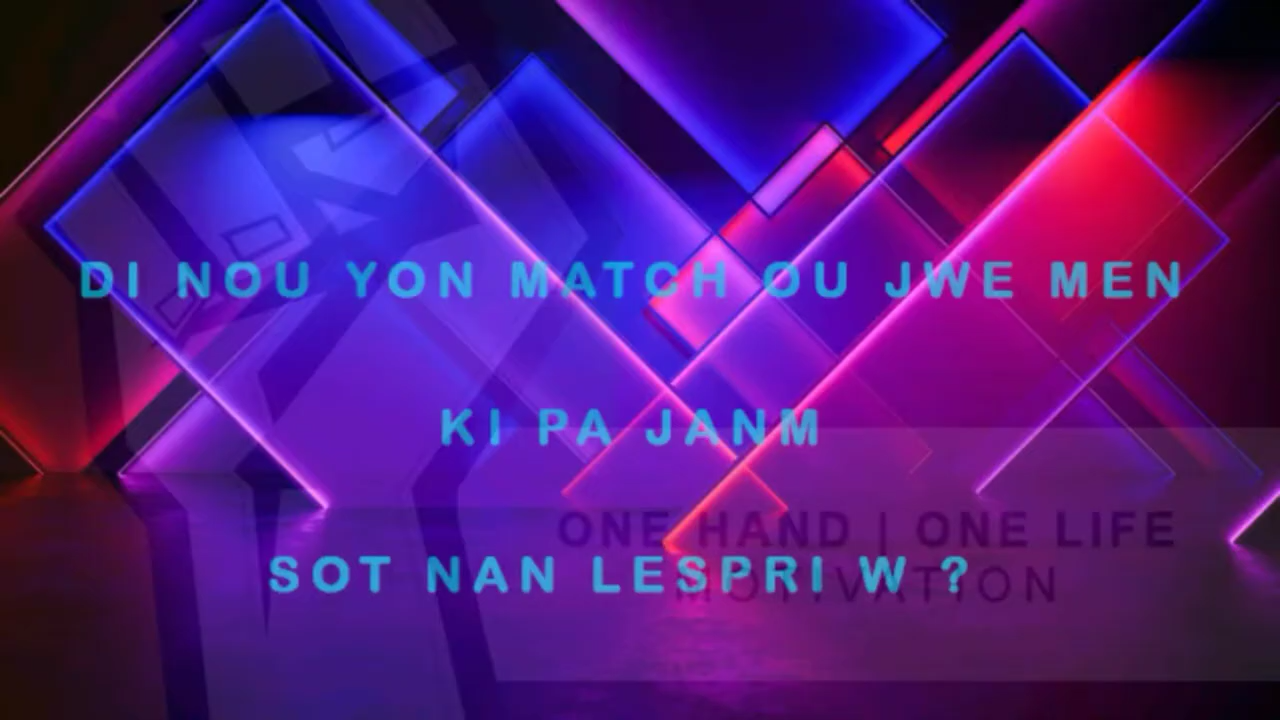 DI NOU YON MATCH OU JWE MEN
KI PA JANM
ONE HAND | ONE LIFE
SOT NAN LESPRI W ?
MOTIVATION